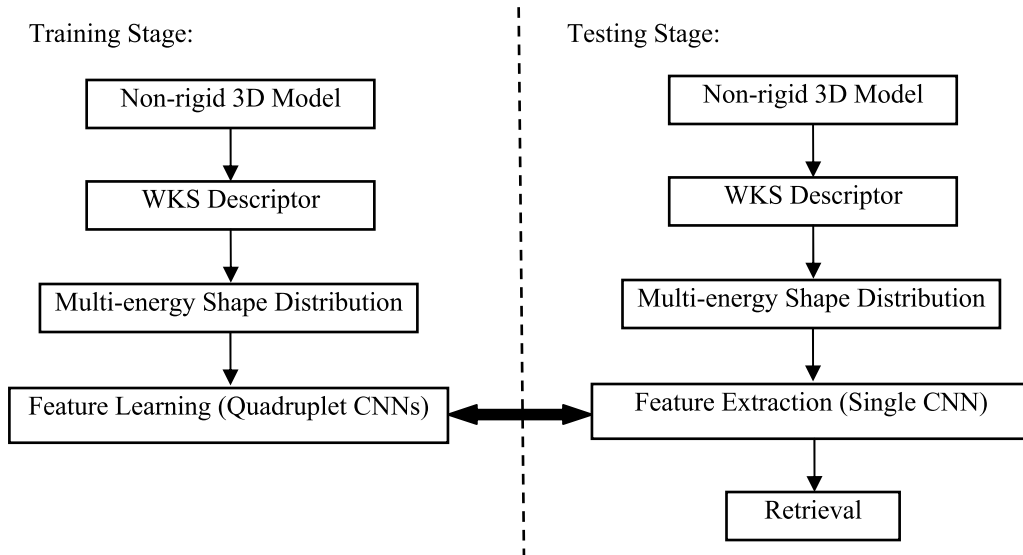 Training Stage:
Non-rigid 3D Model
WKS Descriptor
Multi-energy Shape Distribution
Feature Learning (Quadruplet CNNs)
Testing Stage:
Non-rigid 3D Model
WKS Descriptor
Multi-energy Shape Distribution
Feature Extraction (Single CNN)
Retrieval